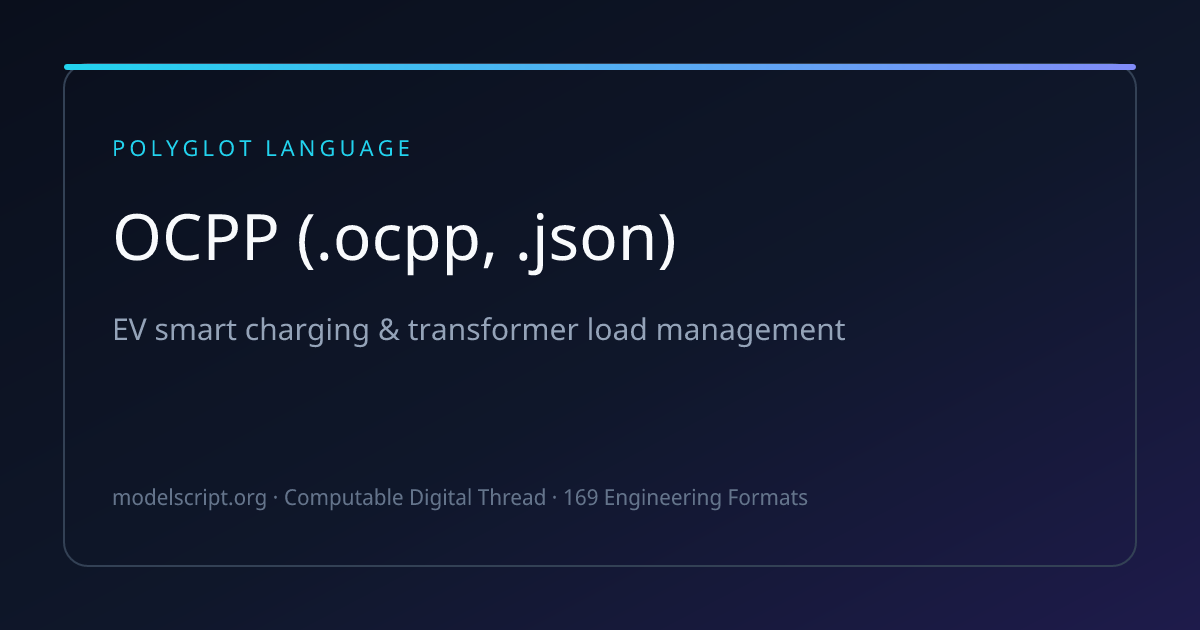 POLYGLOT LANGUAGE
OCPP (.ocpp, .json)
EV smart charging & transformer load management
modelscript.org · Computable Digital Thread · 169 Engineering Formats